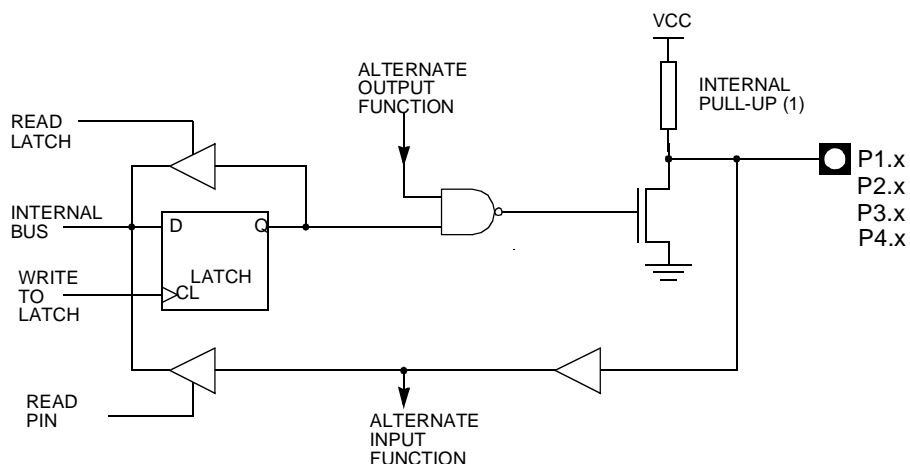 VCC
ALTERNATE
OUTPUT
FUNCTION
INTERNAL
PULL-UP (1)
READ
LATCH
P1.x
P2.x
P3.x
P4.x
INTERNAL
BUS
D
Q
LATCH
CL
WRITE
TO
LATCH
READ
PIN
ALTERNATE
INPUT
FUNCTION